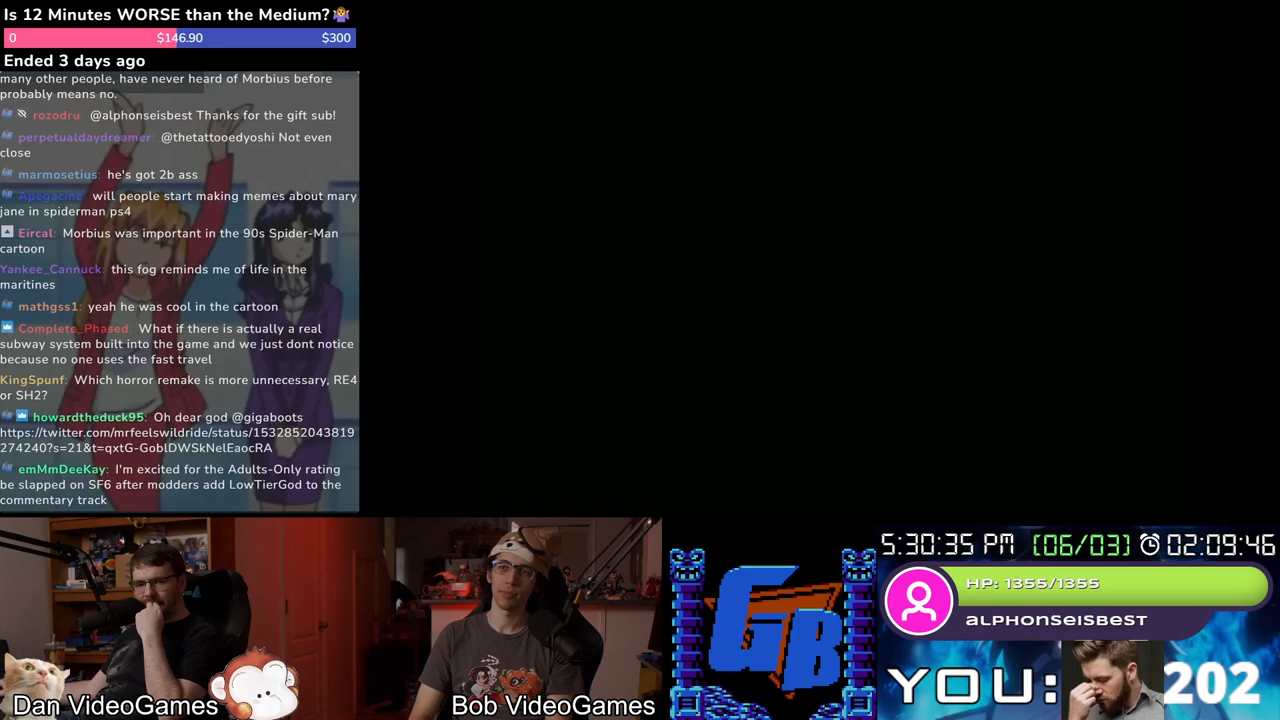 Is 12 Minutes WORSE than the Medium?🤷‍♀️
0 $146.90 $300
Ended 3 days ago
many other people, have never heard of Morbius before
probably means no.
rozodru: @alphonseisbest Thanks for the gift sub!
perpetualdaydreamer: @thetattooedyoshi Not even
close
marmosetius: he's got 2b ass
Apegacine: will people start making memes about mary
jane in spiderman ps4
Eircal: Morbius was important in the 90s Spider-Man
cartoon
Yankee_Cannuck: this fog reminds me of life in the
maritines
mathgss1: yeah he was cool in the cartoon
Complete_Phased: What if there is actually a real
subway system built into the game and we just dont notice
because no one uses the fast travel
KingSpunf: Which horror remake is more unnecessary, RE4
or SH2?
howardtheduck95: Oh dear god @gigaboots
https://twitter.com/mrfeelswildride/status/1532852043819
274240?s=21&t=qxtG-GoblDWSkNelEaocRA
emMmDeeKay: I'm excited for the Adults-Only rating
be slapped on SF6 after modders add LowTierGod to the
commentary track
Dan VideoGames
Bob VideoGames
GB
5:30:35 PM [06/03] 02:09:46
HP: 1355/1355
aLPHONSeISBeST
YOU: 202